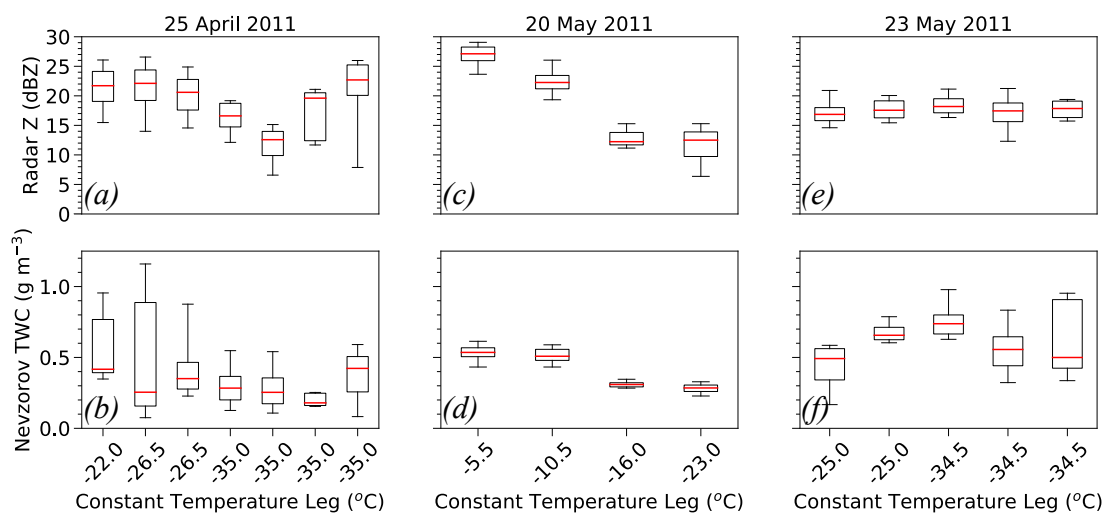 25 April 2011
20 May 2011
23 May 2011
Radar Z (dBZ)
30
25
20
15
10
5
0
(a)
(c)
(e)
Nevzorov TWC (g m⁻³)
1.0
0.5
0.0
(b)
(d)
(f)
-22.0 -26.5 -26.5 -35.0 -35.0 -35.0 -35.0
-5.5 -10.5 -16.0 -23.0
-25.0 -25.0 -34.5 -34.5 -34.5
Constant Temperature Leg (°C)
Constant Temperature Leg (°C)
Constant Temperature Leg (°C)